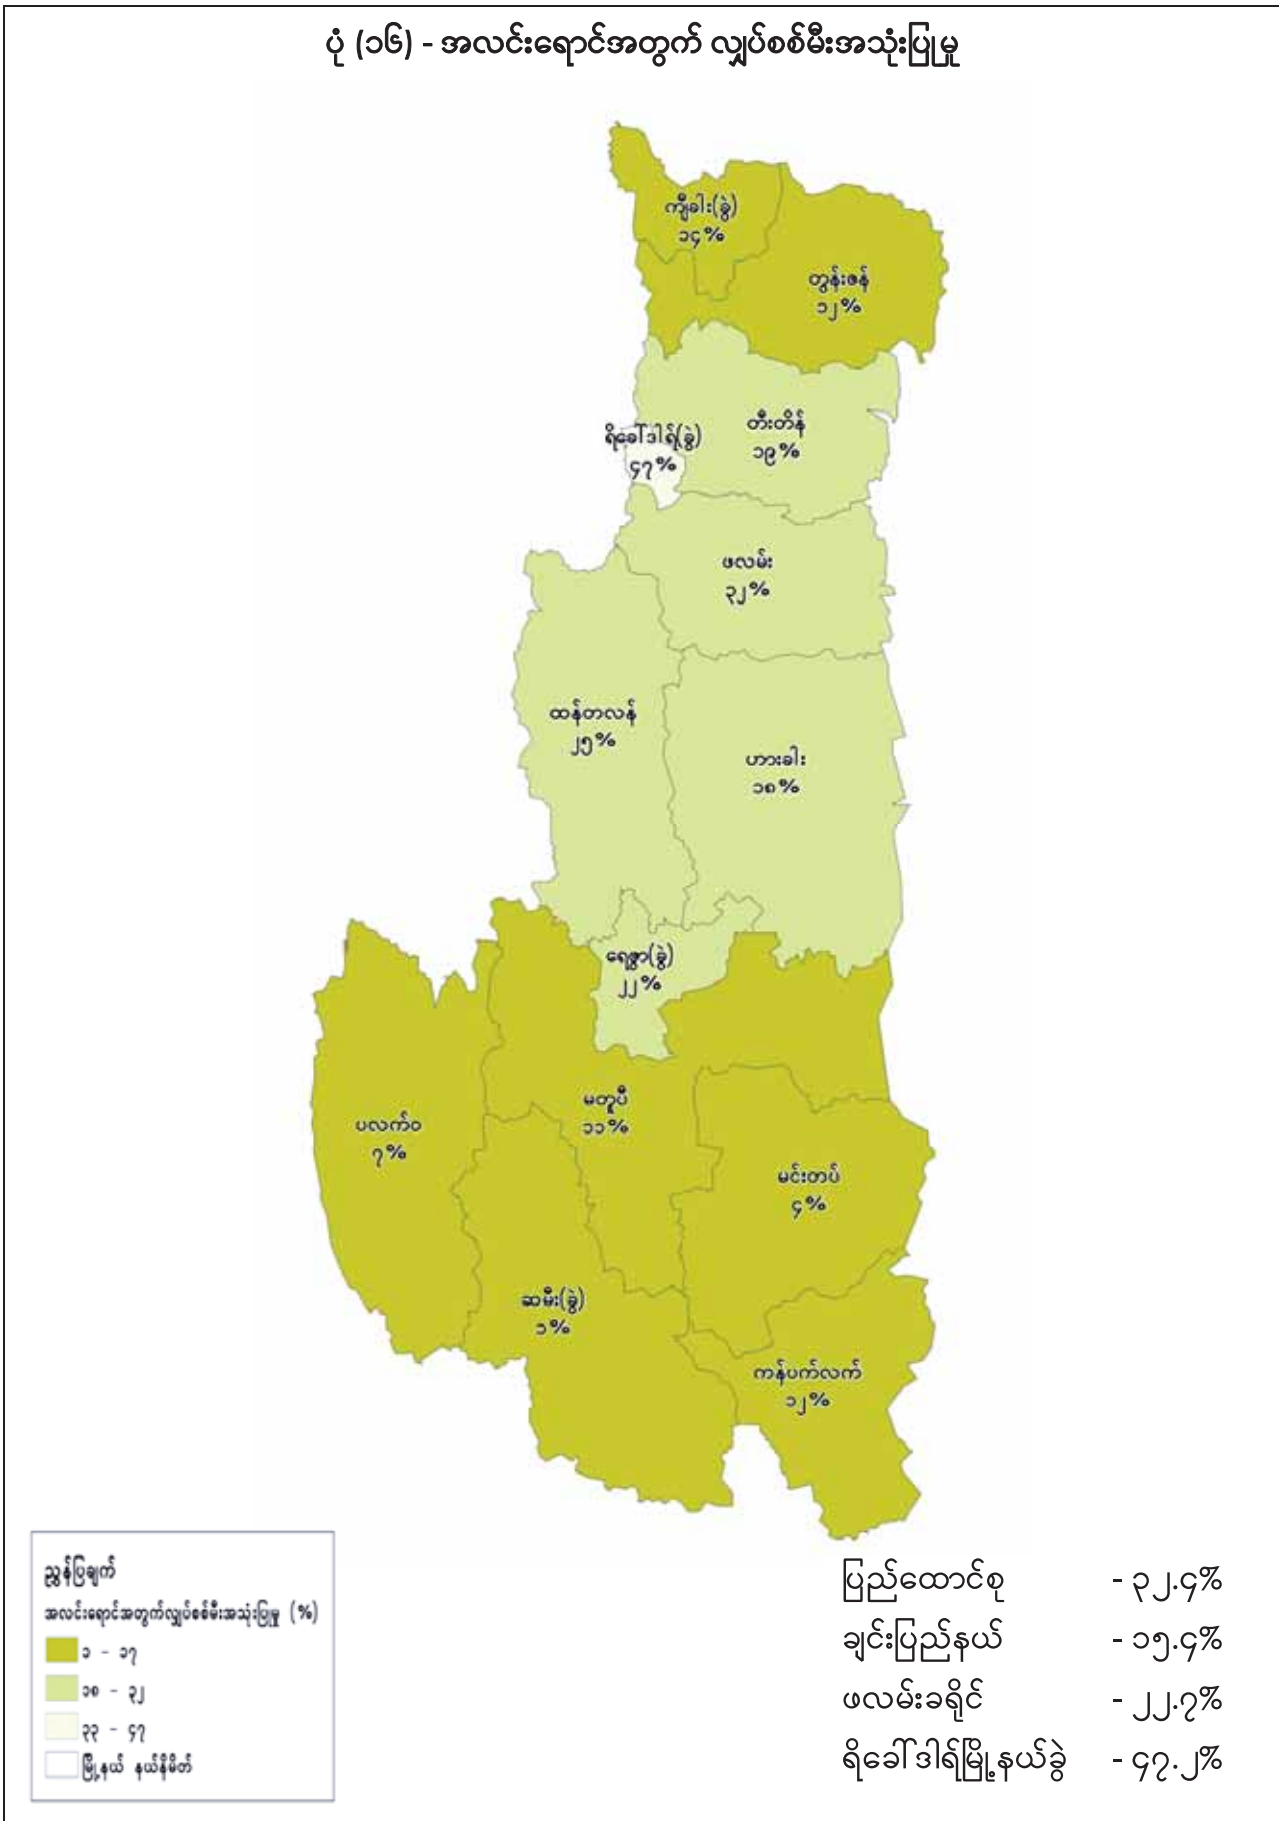 ပုံ (၁၆) - အလင်းရောင်အတွက် လျှပ်စစ်မီးအသုံးပြုမှု
ကျီခါး(ခွဲ)
၁၄%
တွန်းဇန်
၁၂%
တီးတိန်
၁၉%
ရိခေါ်ဒါရ်(ခွဲ)
၄၇%
ဖလမ်း
၃၂%
ထန်တလန်
၂၅%
ဟားခါး
၁၈%
ရေဇွာ(ခွဲ)
၂၂%
မတူပီ
၁၁%
ပလက်ဝ
၇%
မင်းတပ်
၄%
ဆမီး(ခွဲ)
၁%
ကန်ပက်လက်
၁၂%
ညွှန်ပြချက်
အလင်းရောင်အတွက်လျှပ်စစ်မီးအသုံးပြုမှု (%)
၁ - ၁၇
၁၈ - ၃၂
၃၃ - ၄၇
မြို့နယ် နယ်နိမိတ်
ပြည်ထောင်စု - ၃၂.၄%
ချင်းပြည်နယ် - ၁၅.၄%
ဖလမ်းခရိုင် - ၂၂.၇%
ရိခေါ်ဒါရ်မြို့နယ်ခွဲ - ၄၇.၂%